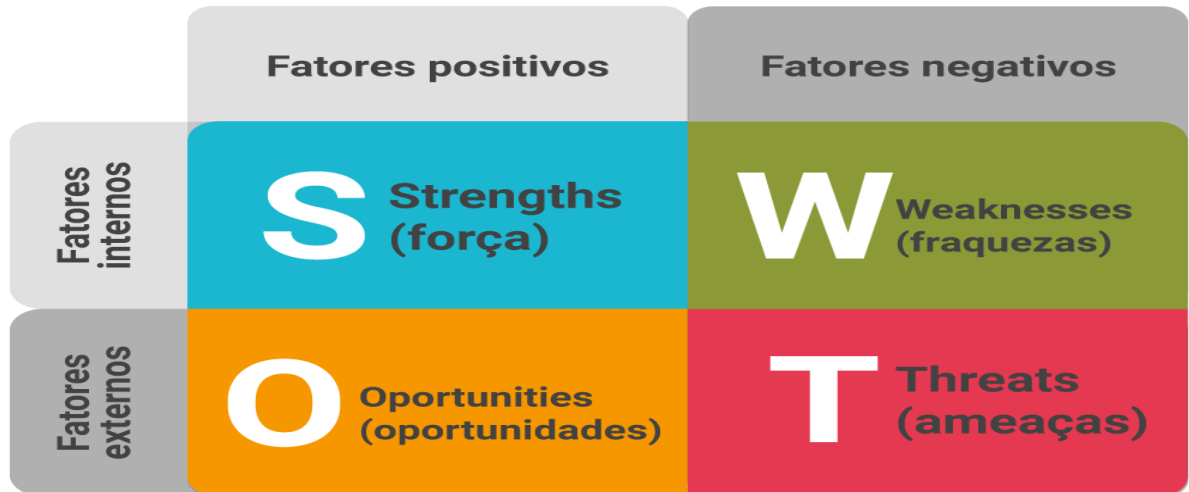 Fatores positivos
Fatores negativos
Fatores
internos
S
Strengths
(força)
W
Weaknesses
(fraquezas)
Fatores
externos
O
Oportunities
(oportunidades)
T
Threats
(ameaças)